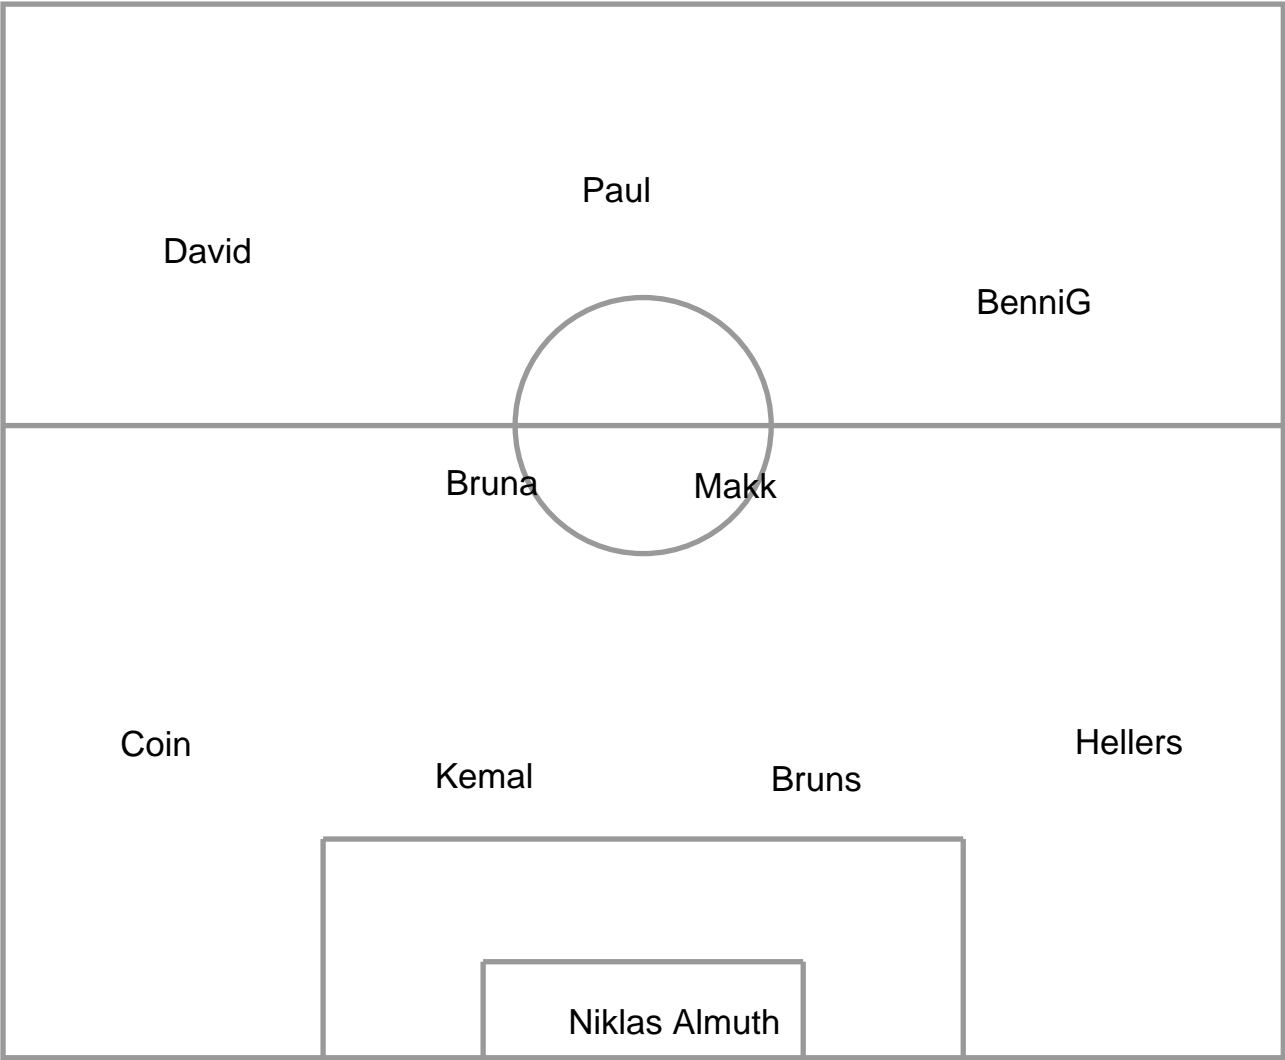 Paul
David
BenniG
Bruna
Makk
Coin
Hellers
Kemal
Bruns
Niklas Almuth